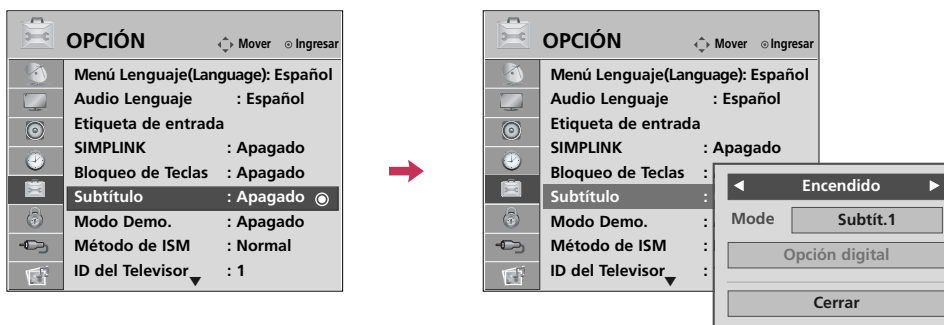 OPCIÓN Mover Ingresar
Menú Lenguaje(Language): Español
Audio Lenguaje : Español
Etiqueta de entrada
SIMPLINK : Apagado
Bloqueo de Teclas : Apagado
Subtítulo : Apagado
Modo Demo. : Apagado
Método de ISM : Normal
ID del Televisor : 1
OPCIÓN Mover Ingresar
Menú Lenguaje(Language): Español
Audio Lenguaje : Español
Etiqueta de entrada
SIMPLINK : Apagado
Bloqueo de Teclas :
Subtítulo :
Modo Demo. :
Método de ISM :
ID del Televisor :
Encendido
Mode Subtít.1
Opción digital
Cerrar